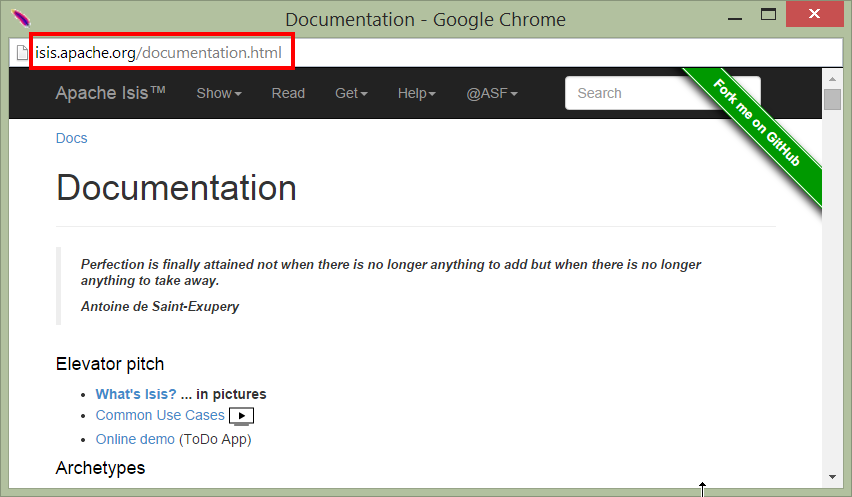 Documentation - Google Chrome
isis.apache.org/documentation.html
Apache Isis™ Show Read Get Help @ASF Search
Fork me on GitHub
Docs
Documentation
Perfection is finally attained not when there is no longer anything to add but when there is no longer
anything to take away.
Antoine de Saint-Exupery
Elevator pitch
• What's Isis? ... in pictures
• Common Use Cases
• Online demo (ToDo App)
Archetypes